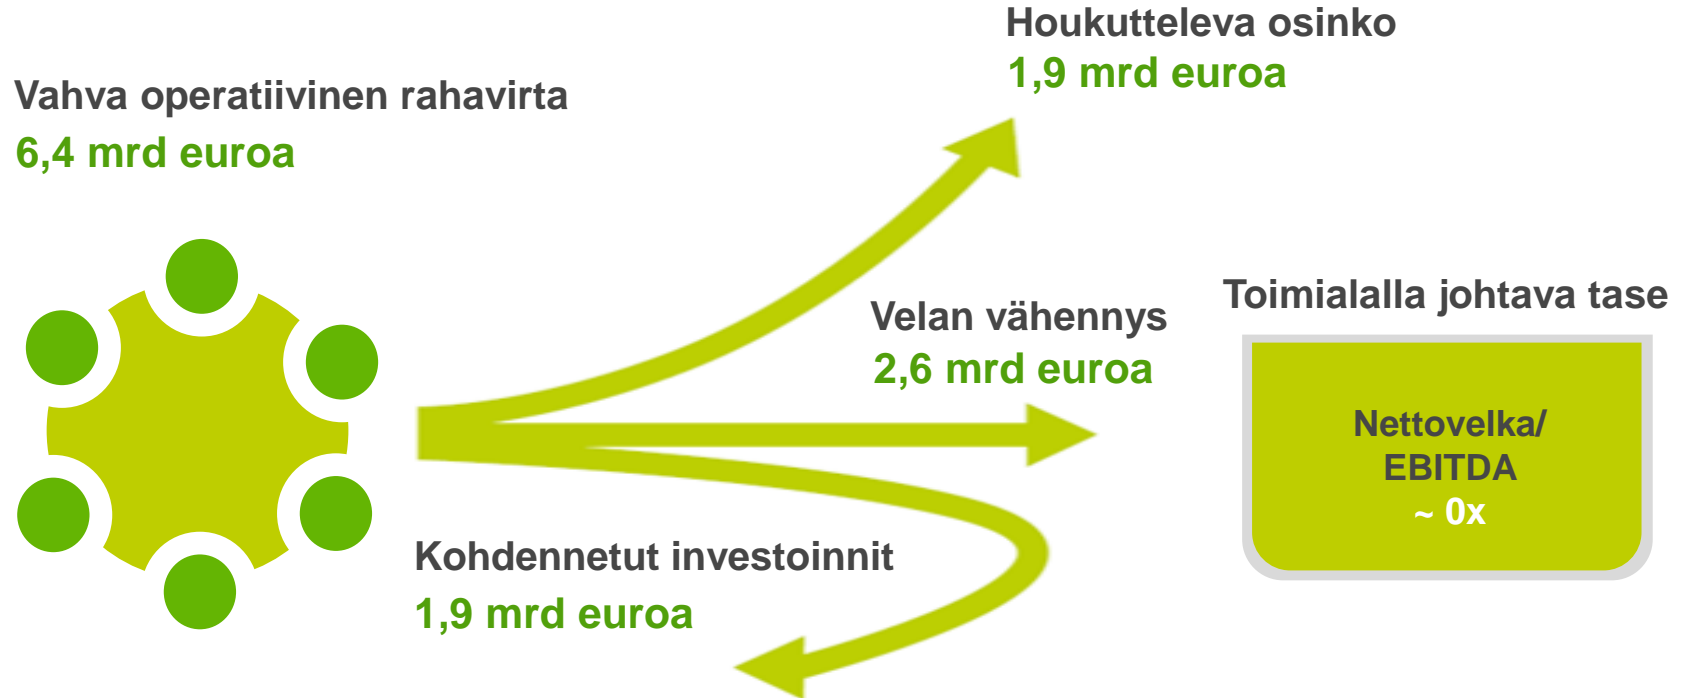 Vahva operatiivinen rahavirta
6,4 mrd euroa
Houkutteleva osinko
1,9 mrd euroa
Velan vähennys
2,6 mrd euroa
Kohdennetut investoinnit
1,9 mrd euroa
Toimialalla johtava tase
Nettovelka/
EBITDA
~ 0x